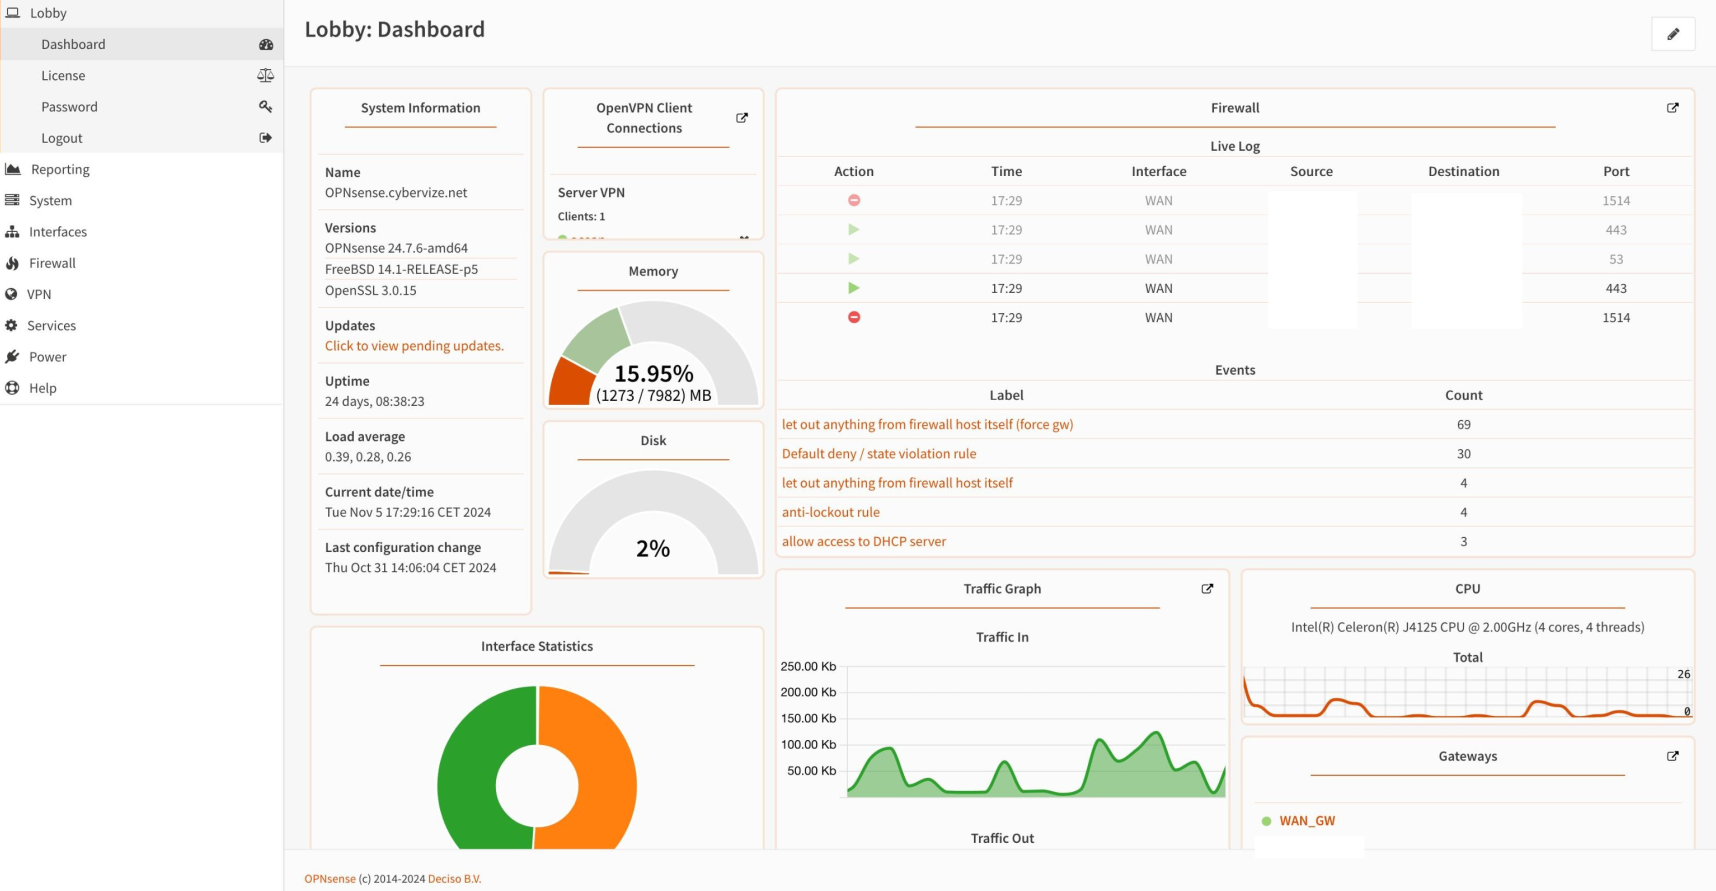 Lobby
Dashboard
License
Password
Logout
Reporting
System
Interfaces
Firewall
VPN
Services
Power
Help
Lobby: Dashboard
System Information
Name
OPNsense.cybervize.net
Versions
OPNsense 24.7.6-amd64
FreeBSD 14.1-RELEASE-p5
OpenSSL 3.0.15
Updates
Click to view pending updates.
Uptime
24 days, 08:38:23
Load average
0.39, 0.28, 0.26
Current date/time
Tue Nov 5 17:29:16 CET 2024
Last configuration change
Thu Oct 31 14:06:04 CET 2024
OpenVPN Client
Connections
Server VPN
Clients: 1
Memory
15.95%
(1273 / 7982) MB
Disk
2%
Firewall
Live Log
Action Time Interface Source Destination Port
17:29 WAN 1514
17:29 WAN 443
17:29 WAN 53
17:29 WAN 443
17:29 WAN 1514
Events
Label Count
let out anything from firewall host itself (force gw) 69
Default deny / state violation rule 30
let out anything from firewall host itself 4
anti-lockout rule 4
allow access to DHCP server 3
Interface Statistics
Traffic Graph
Traffic In
250.00 Kb
200.00 Kb
150.00 Kb
100.00 Kb
50.00 Kb
Traffic Out
CPU
Intel(R) Celeron(R) J4125 CPU @ 2.00GHz (4 cores, 4 threads)
Total
26
0
Gateways
WAN_GW
OPNsense (c) 2014-2024 Deciso B.V.